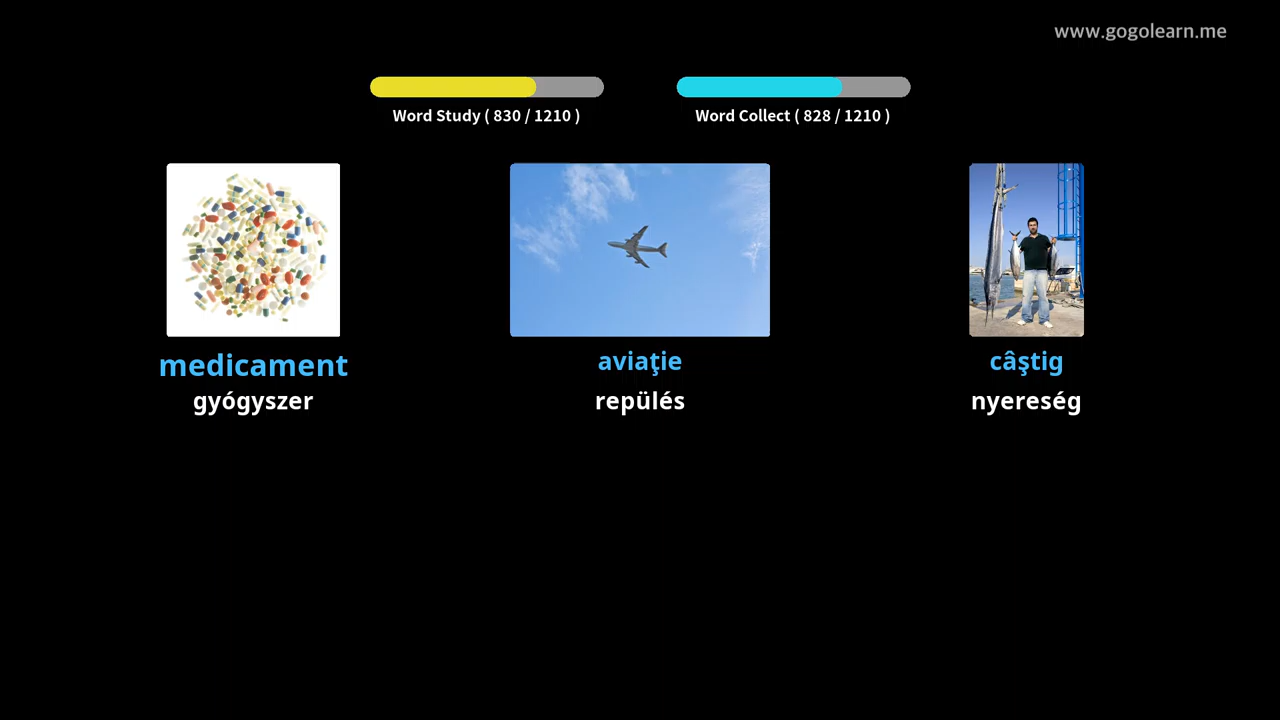 www.gogolearn.me
Word Study ( 830 / 1210 )
Word Collect ( 828 / 1210 )
medicament
aviaţie
câştig
gyógyszer
repülés
nyereség